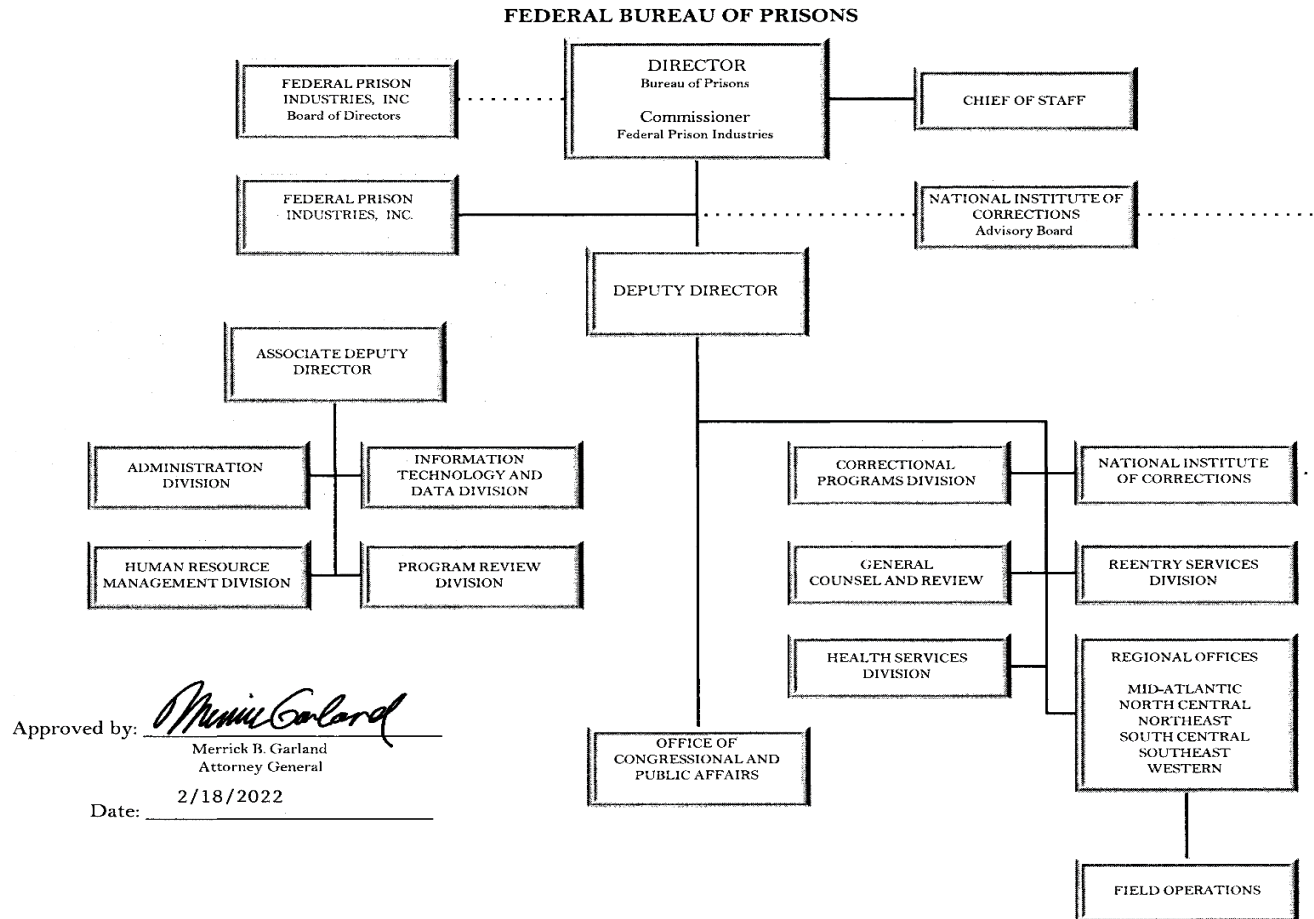 FEDERAL BUREAU OF PRISONS
FEDERAL PRISON
INDUSTRIES, INC
Board of Directors
DIRECTOR
Bureau of Prisons
Commissioner
Federal Prison Industries
CHIEF OF STAFF
FEDERAL PRISON
INDUSTRIES, INC.
NATIONAL INSTITUTE OF
CORRECTIONS
Advisory Board
DEPUTY DIRECTOR
ASSOCIATE DEPUTY
DIRECTOR
ADMINISTRATION
DIVISION
INFORMATION
TECHNOLOGY AND
DATA DIVISION
HUMAN RESOURCE
MANAGEMENT DIVISION
PROGRAM REVIEW
DIVISION
CORRECTIONAL
PROGRAMS DIVISION
NATIONAL INSTITUTE
OF CORRECTIONS
GENERAL
COUNSEL AND REVIEW
REENTRY SERVICES
DIVISION
HEALTH SERVICES
DIVISION
REGIONAL OFFICES
MID-ATLANTIC
NORTH CENTRAL
NORTHEAST
SOUTH CENTRAL
SOUTHEAST
WESTERN
OFFICE OF
CONGRESSIONAL AND
PUBLIC AFFAIRS
FIELD OPERATIONS
Approved by: Merrick Garland
Merrick B. Garland
Attorney General
Date: 2/18/2022